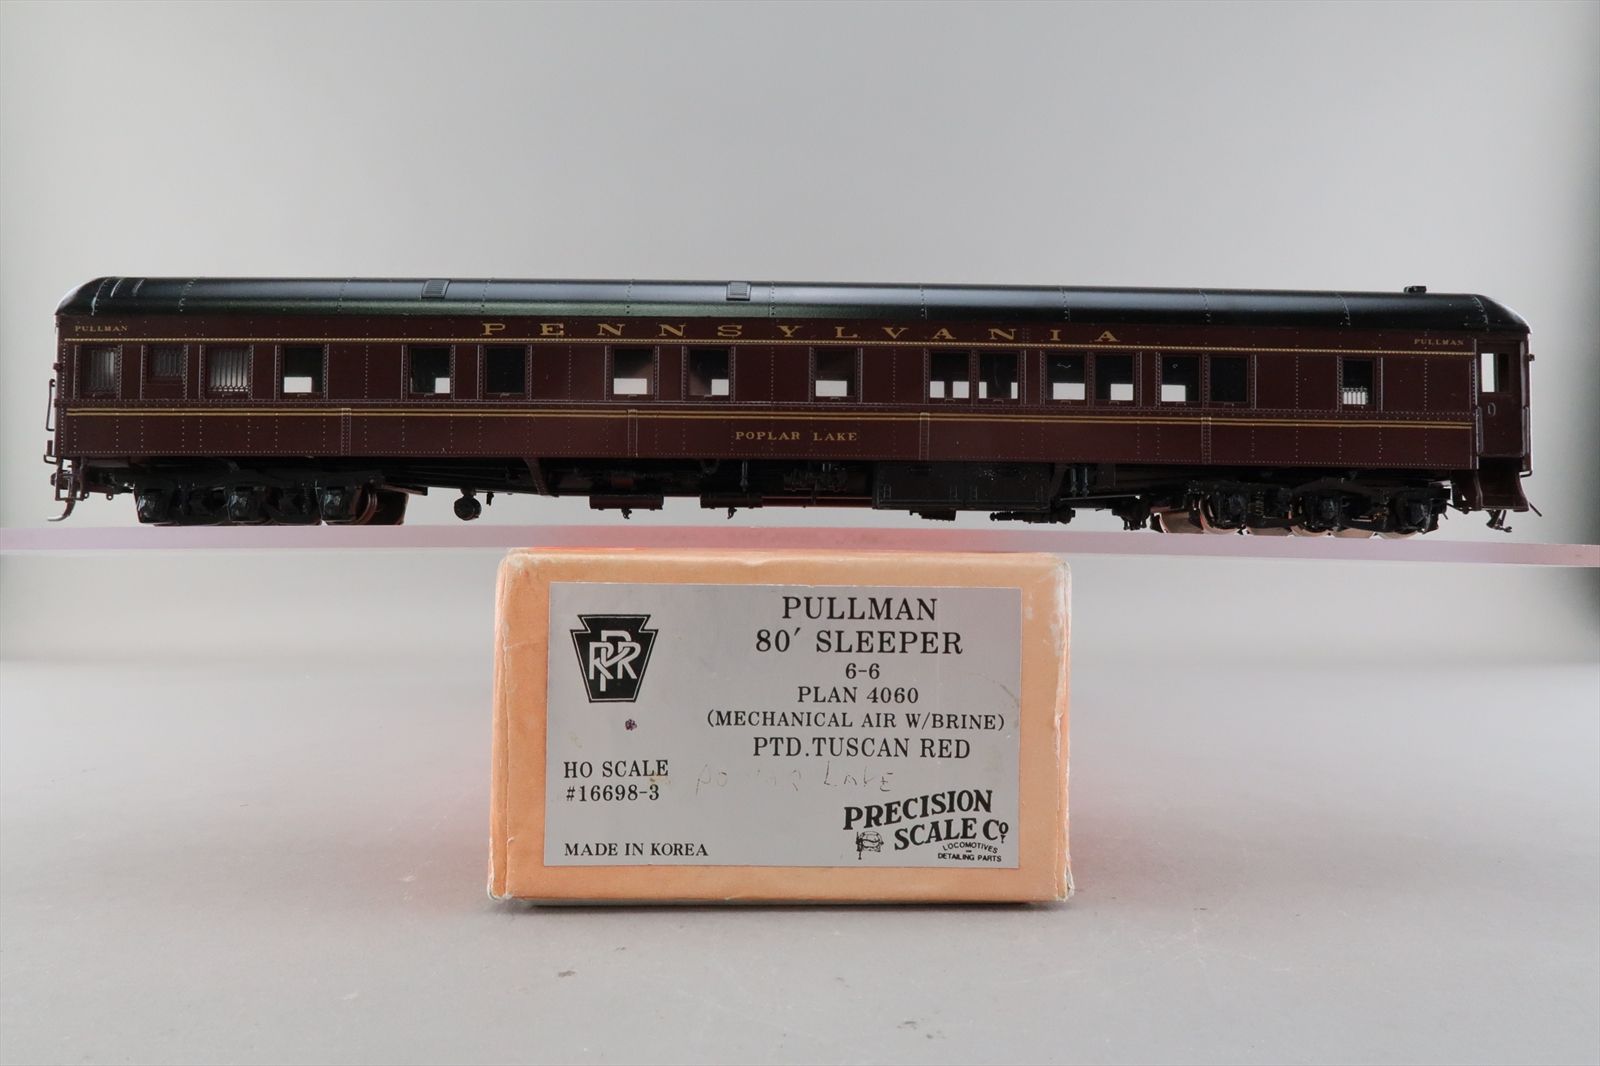 PENNSYLVANIA
PULLMAN
PULLMAN
POPLAR LAKE
PULLMAN
80' SLEEPER
6-6
PLAN 4060
(MECHANICAL AIR W/BRINE)
PTD.TUSCAN RED
PRR
HO SCALE
#16698-3
LAKE
MADE IN KOREA
PRECISION
SCALE CO
LOCOMOTIVES
DETAILING PARTS